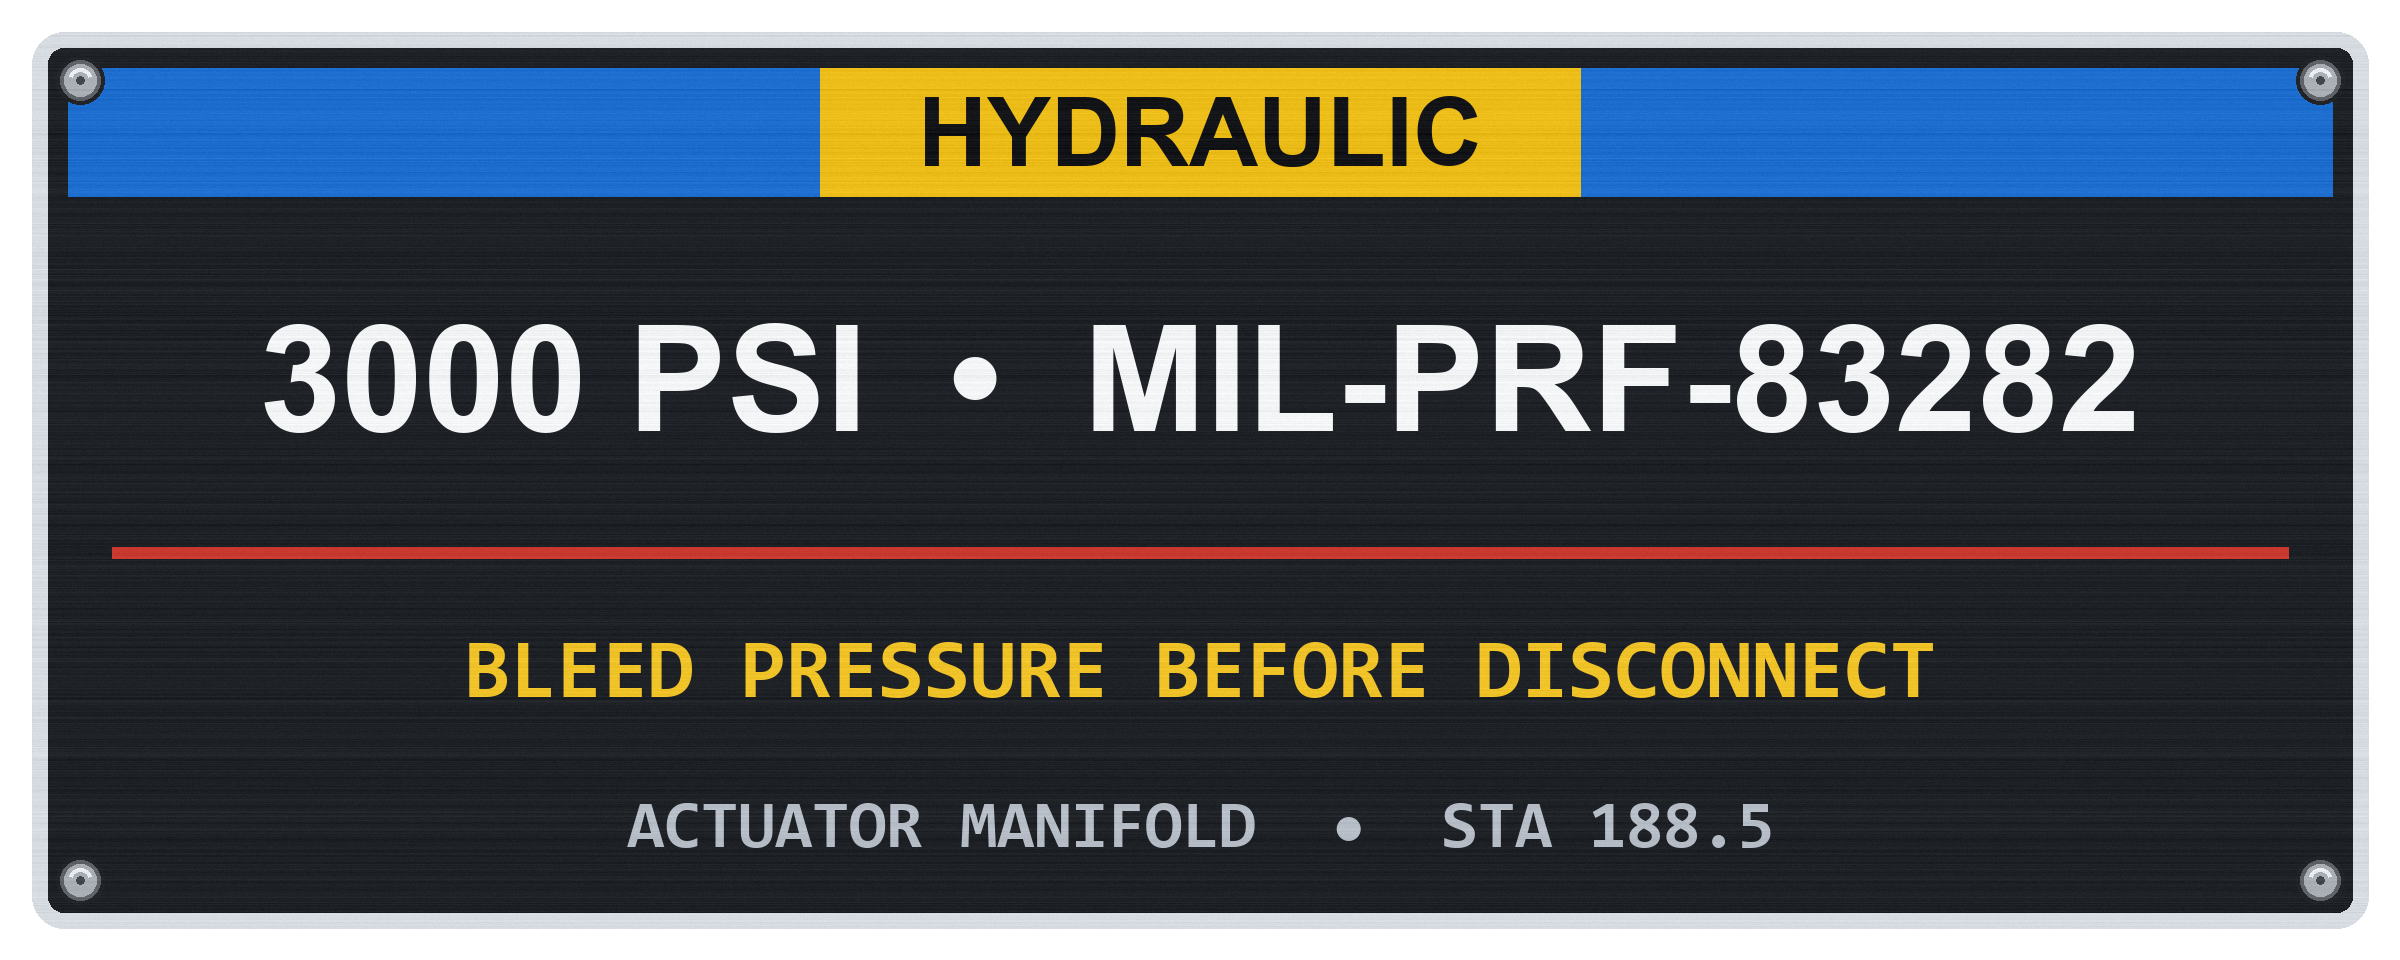 HYDRAULIC
3000 PSI • MIL-PRF-83282
BLEED PRESSURE BEFORE DISCONNECT
ACTUATOR MANIFOLD • STA 188.5